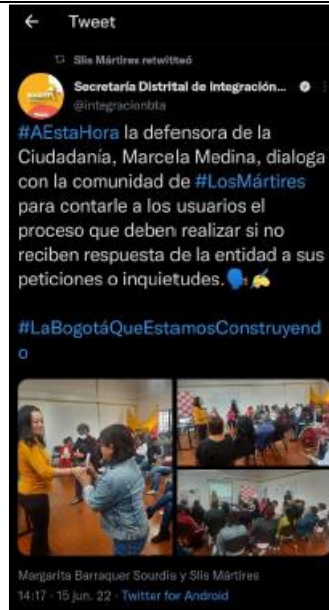 Tweet
Slis Mártires retwitteó
Secretaría Distrital de Integración...
@integracionbta
#AEstaHora la defensora de la
Ciudadanía, Marcela Medina, dialoga
con la comunidad de #LosMártires
para contarle a los usuarios el
proceso que deben realizar si no
reciben respuesta de la entidad a sus
peticiones o inquietudes.🗣️✍️
#LaBogotáQueEstamosConstruyend
o
Margarita Barraquer Sourdis y Slis Mártires
14:17 · 15 jun. 22 · Twitter for Android